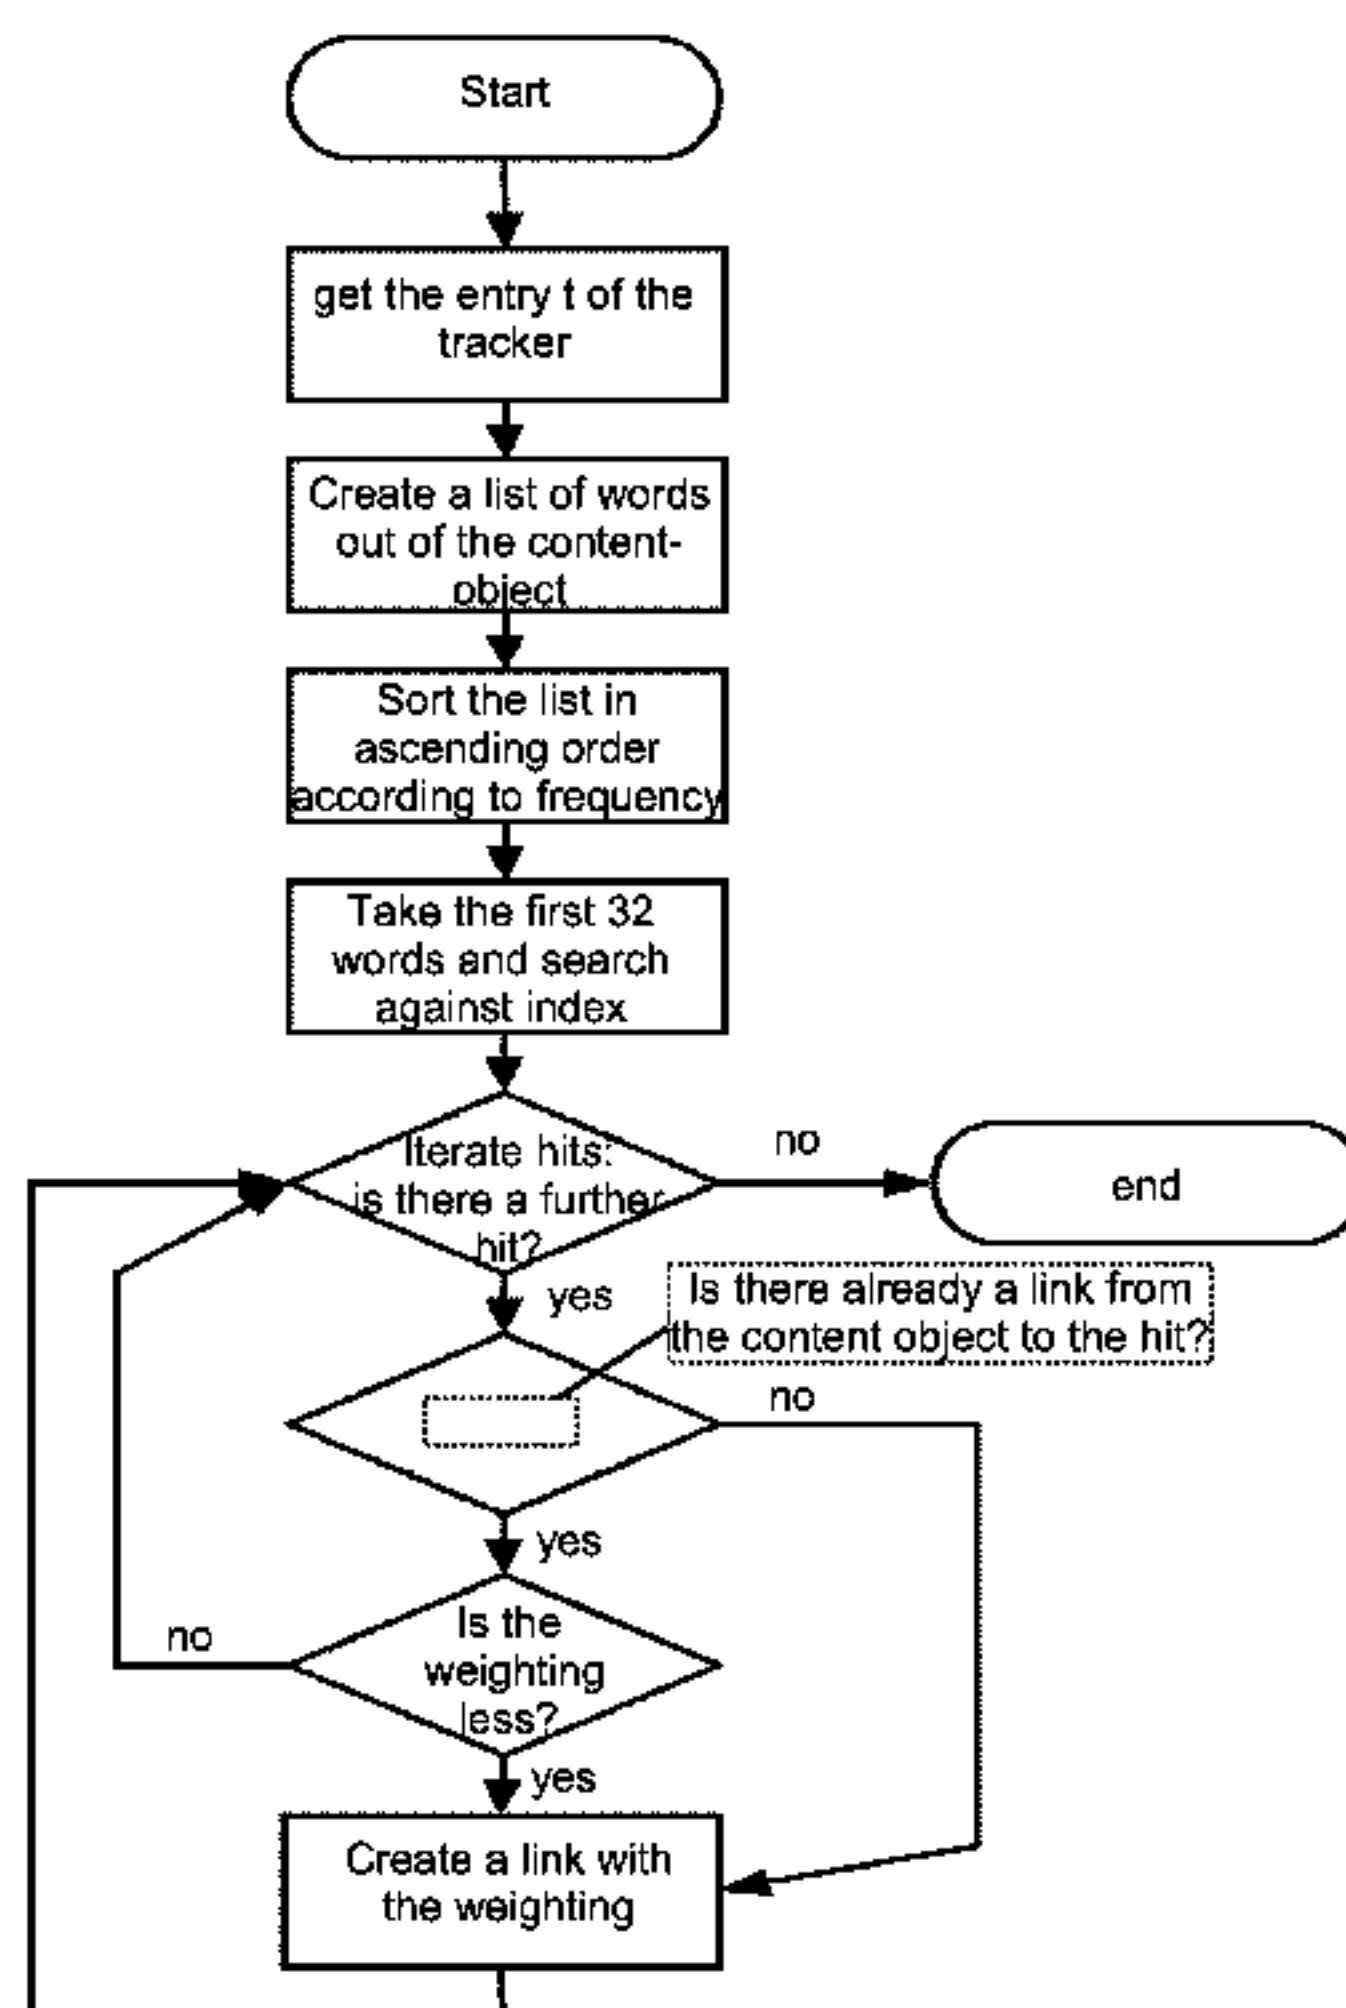 Start
get the entry t of the
tracker
Create a list of words
out of the content-
object
Sort the list in
ascending order
according to frequency
Take the first 32
words and search
against index
Iterate hits:
is there a further
hit?
no
end
yes
Is there already a link from
the content object to the hit?
no
yes
Is the
weighting
less?
no
yes
Create a link with
the weighting